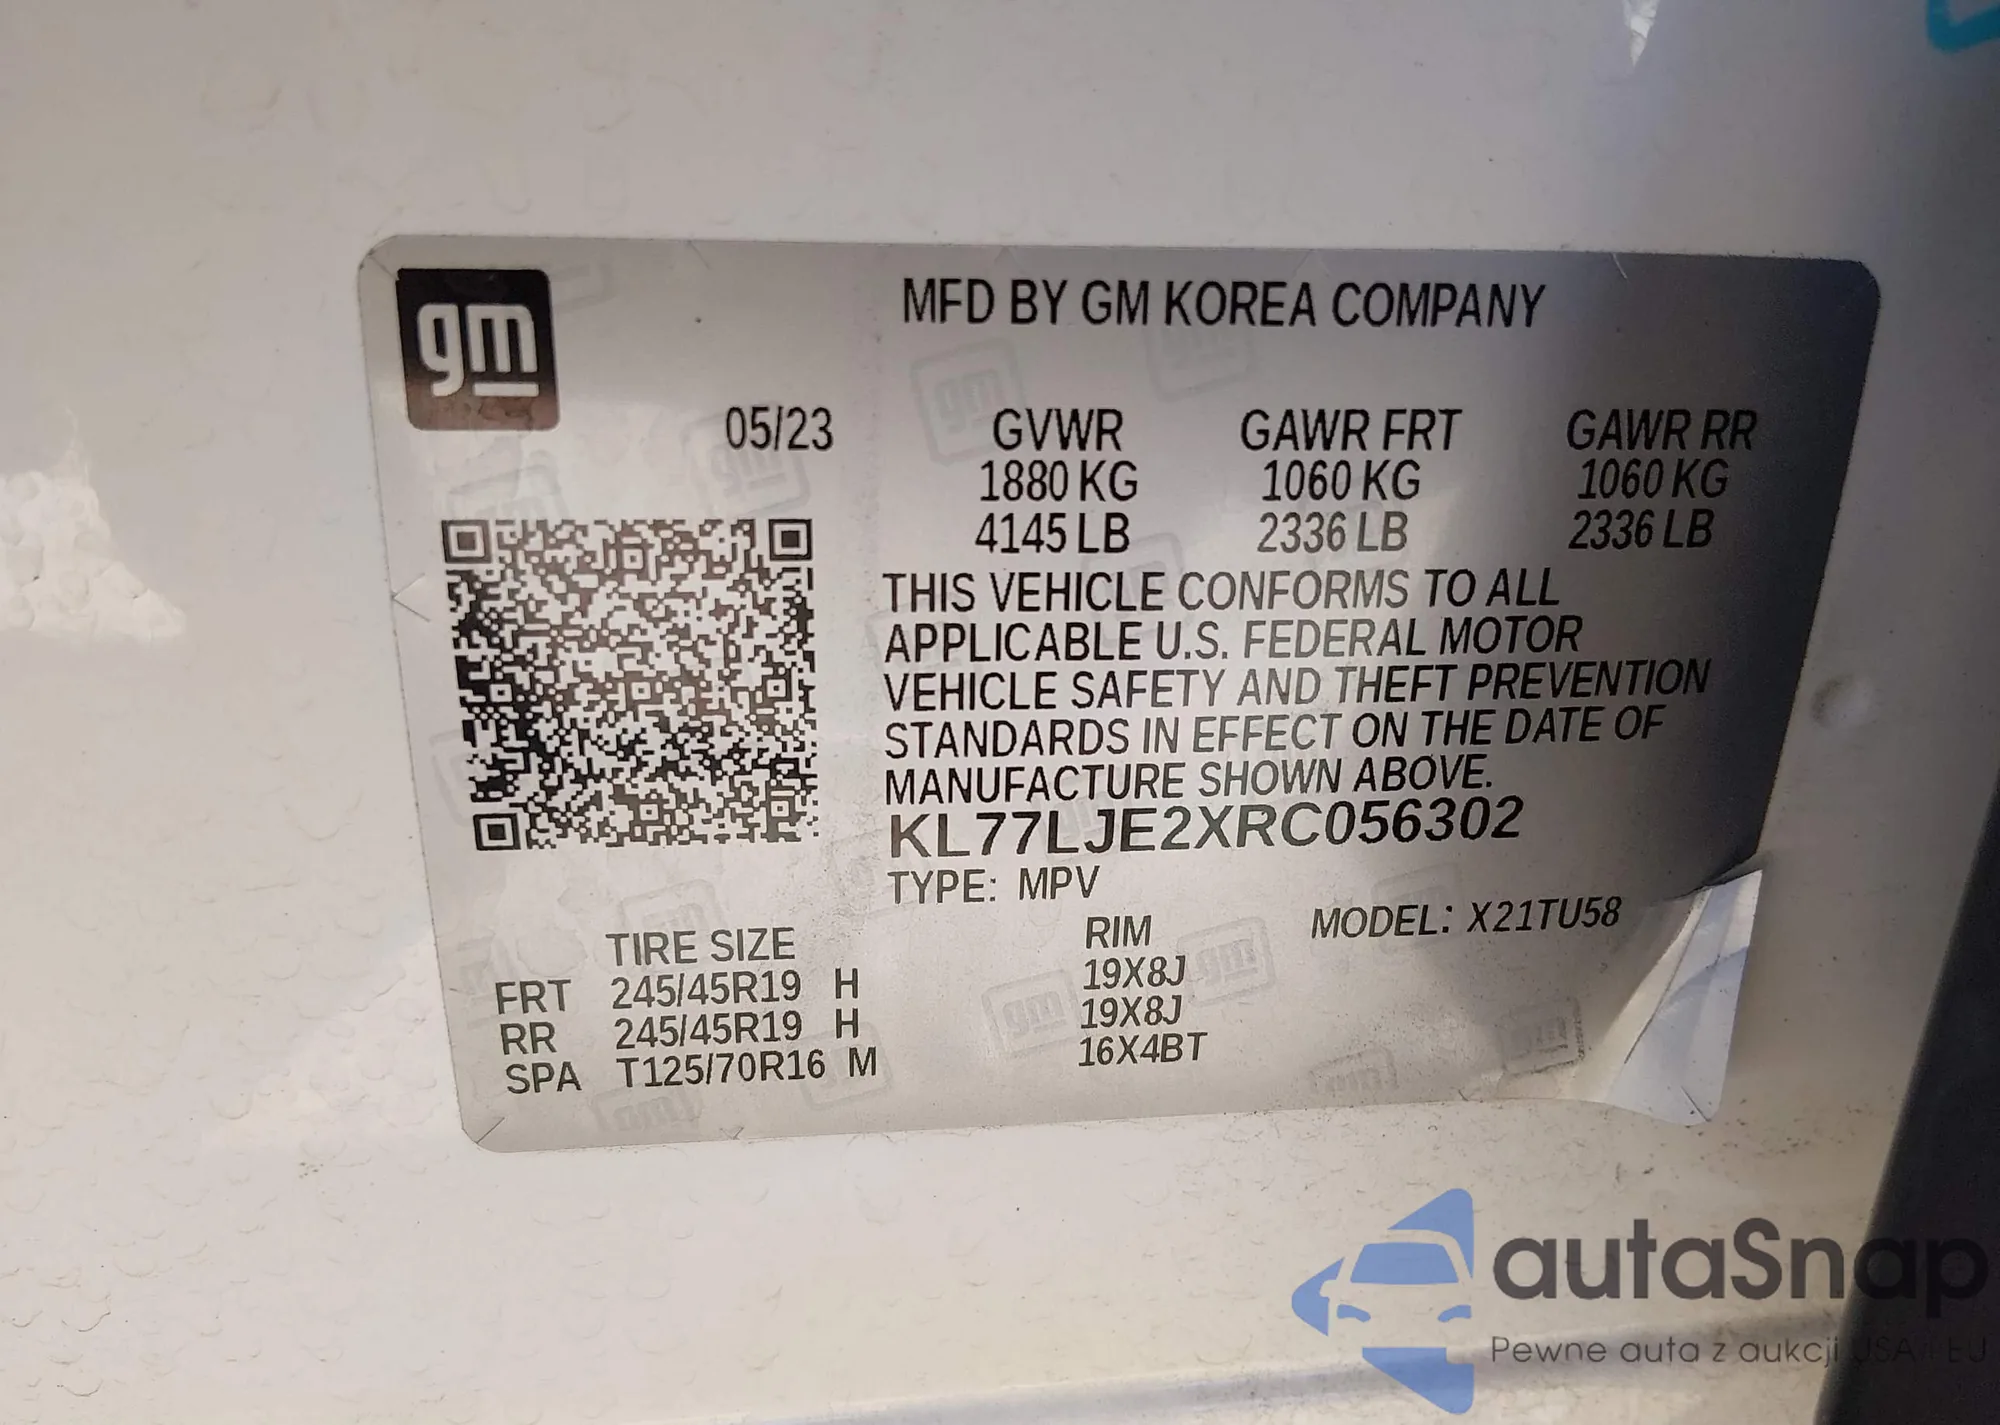 gm
MFD BY GM KOREA COMPANY
05/23
GVWR GAWR FRT GAWR RR
1880 KG 1060 KG 1060 KG
4145 LB 2336 LB 2336 LB
THIS VEHICLE CONFORMS TO ALL
APPLICABLE U.S. FEDERAL MOTOR
VEHICLE SAFETY AND THEFT PREVENTION
STANDARDS IN EFFECT ON THE DATE OF
MANUFACTURE SHOWN ABOVE.
KL77LJE2XRC056302
TYPE: MPV
MODEL: X21TU58
TIRE SIZE RIM
FRT 245/45R19 H 19X8J
RR 245/45R19 H 19X8J
SPA T125/70R16 M 16X4BT
autaSnap
Pewne auta z aukcji USA i EU